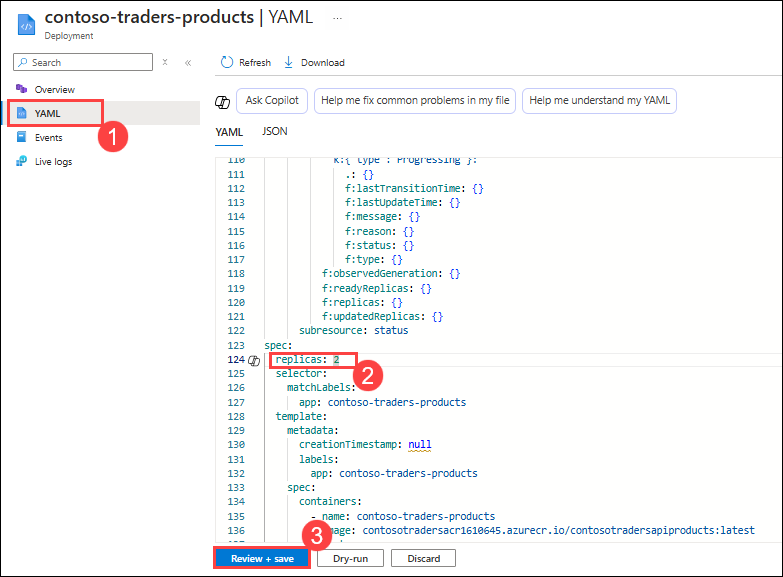 contoso-traders-products | YAML ...
Deployment
Search
Refresh
Download
Overview
YAML
1
Events
Live logs
Ask Copilot
Help me fix common problems in my file
Help me understand my YAML
YAML
JSON
110 k:{"type":"Progressing"}:
111 .: {}
112 f:lastTransitionTime: {}
113 f:lastUpdateTime: {}
114 f:message: {}
115 f:reason: {}
116 f:status: {}
117 f:type: {}
118 f:observedGeneration: {}
119 f:readyReplicas: {}
120 f:replicas: {}
121 f:updatedReplicas: {}
122 subresource: status
123 spec:
124 replicas: 2
2
125 selector:
126 matchLabels:
127 app: contoso-traders-products
128 template:
129 metadata:
130 creationTimestamp: null
131 labels:
132 app: contoso-traders-products
133 spec:
134 containers:
135 - name: contoso-traders-products
136 mage: contosotradersacr1610645.azurecr.io/contosotradersapiproducts:latest
3
Review + save
Dry-run
Discard